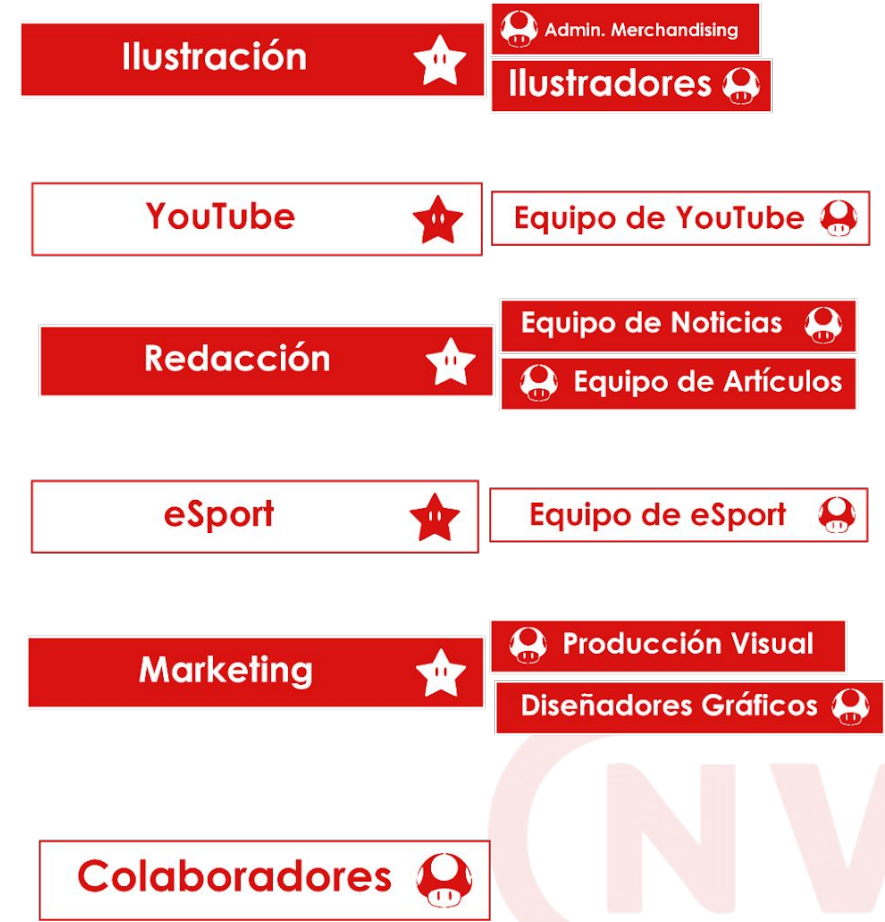 Ilustración
Admin. Merchandising
Ilustradores
YouTube
Equipo de YouTube
Redacción
Equipo de Noticias
Equipo de Artículos
eSport
Equipo de eSport
Marketing
Producción Visual
Diseñadores Gráficos
Colaboradores
NV